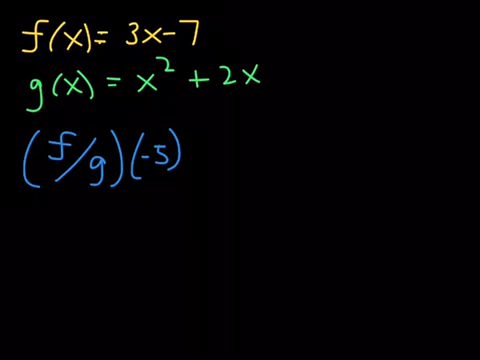 f(x) = 3x-7
g(x) = x² + 2x
(f/g)(-5)